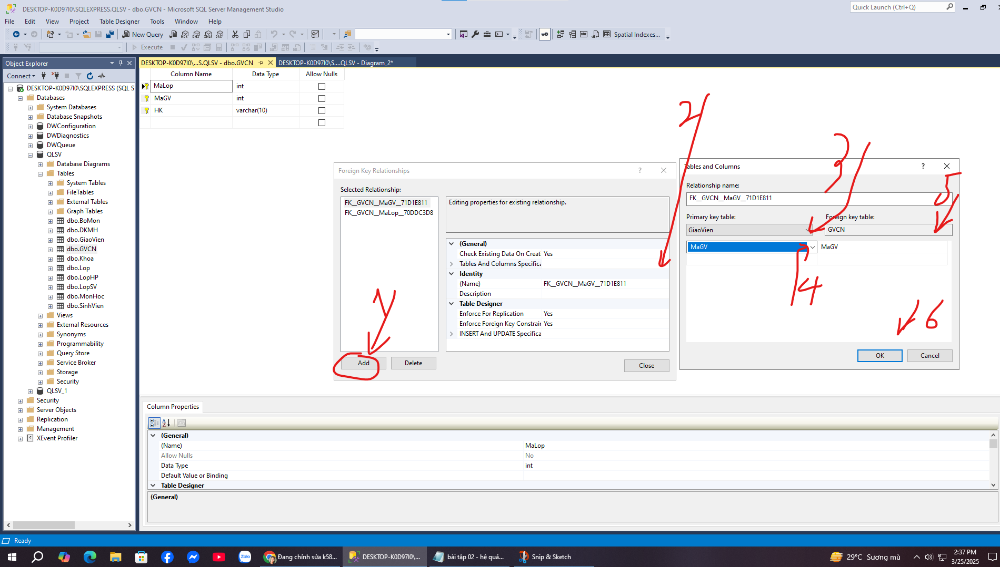 DESKTOP-K0D97I0\SQLEXPRESS.QLSV - dbo.GVCN - Microsoft SQL Server Management Studio
Quick Launch (Ctrl+Q)
File Edit View Project Table Designer Tools Window Help
New Query
MDX DMX XMLA DAX
Spatial Indexes...
Execute
Object Explorer
Connect
DESKTOP-K0D97I0\SQLEXPRESS (SQL S
Databases
System Databases
Database Snapshots
DWConfiguration
DWDiagnostics
DWQueue
QLSV
Database Diagrams
Tables
System Tables
FileTables
External Tables
Graph Tables
dbo.BoMon
dbo.DKMH
dbo.GiaoVien
dbo.GVCN
dbo.Khoa
dbo.Lop
dbo.LopHP
dbo.LopSV
dbo.MonHoc
dbo.SinhVien
Views
External Resources
Synonyms
Programmability
Query Store
Service Broker
Storage
Security
QLSV_1
Security
Server Objects
Replication
Management
XEvent Profiler
DESKTOP-K0D97I0\...S.QLSV - dbo.GVCN
DESKTOP-K0D97I0\S....QLSV - Diagram_2*
Column Name Data Type Allow Nulls
MaLop int
MaGV int
HK varchar(10)
Foreign Key Relationships
Selected Relationship:
FK__GVCN__MaGV__71D1E811
FK__GVCN__MaLop__70DDC3D8
Editing properties for existing relationship.
(General)
Check Existing Data On Creat Yes
Tables And Columns Specifica
Identity
(Name) FK__GVCN__MaGV__71D1E811
Description
Table Designer
Enforce For Replication Yes
Enforce Foreign Key Constrain Yes
INSERT And UPDATE Specifica
Add Delete
Close
2
Tables and Columns
Relationship name:
FK__GVCN__MaGV__71D1E811
Primary key table: Foreign key table:
GiaoVien GVCN
MaGV MaGV
3
5
4
6
OK Cancel
Column Properties
(General)
(Name) MaLop
Allow Nulls No
Data Type int
Default Value or Binding
Table Designer
(General)
Ready
Zalo
Đang chỉnh sửa k58...
DESKTOP-K0D97I0\...
bài tập 02 - hệ quả...
Snip & Sketch
29°C Sương mù
2:37 PM
3/25/2025